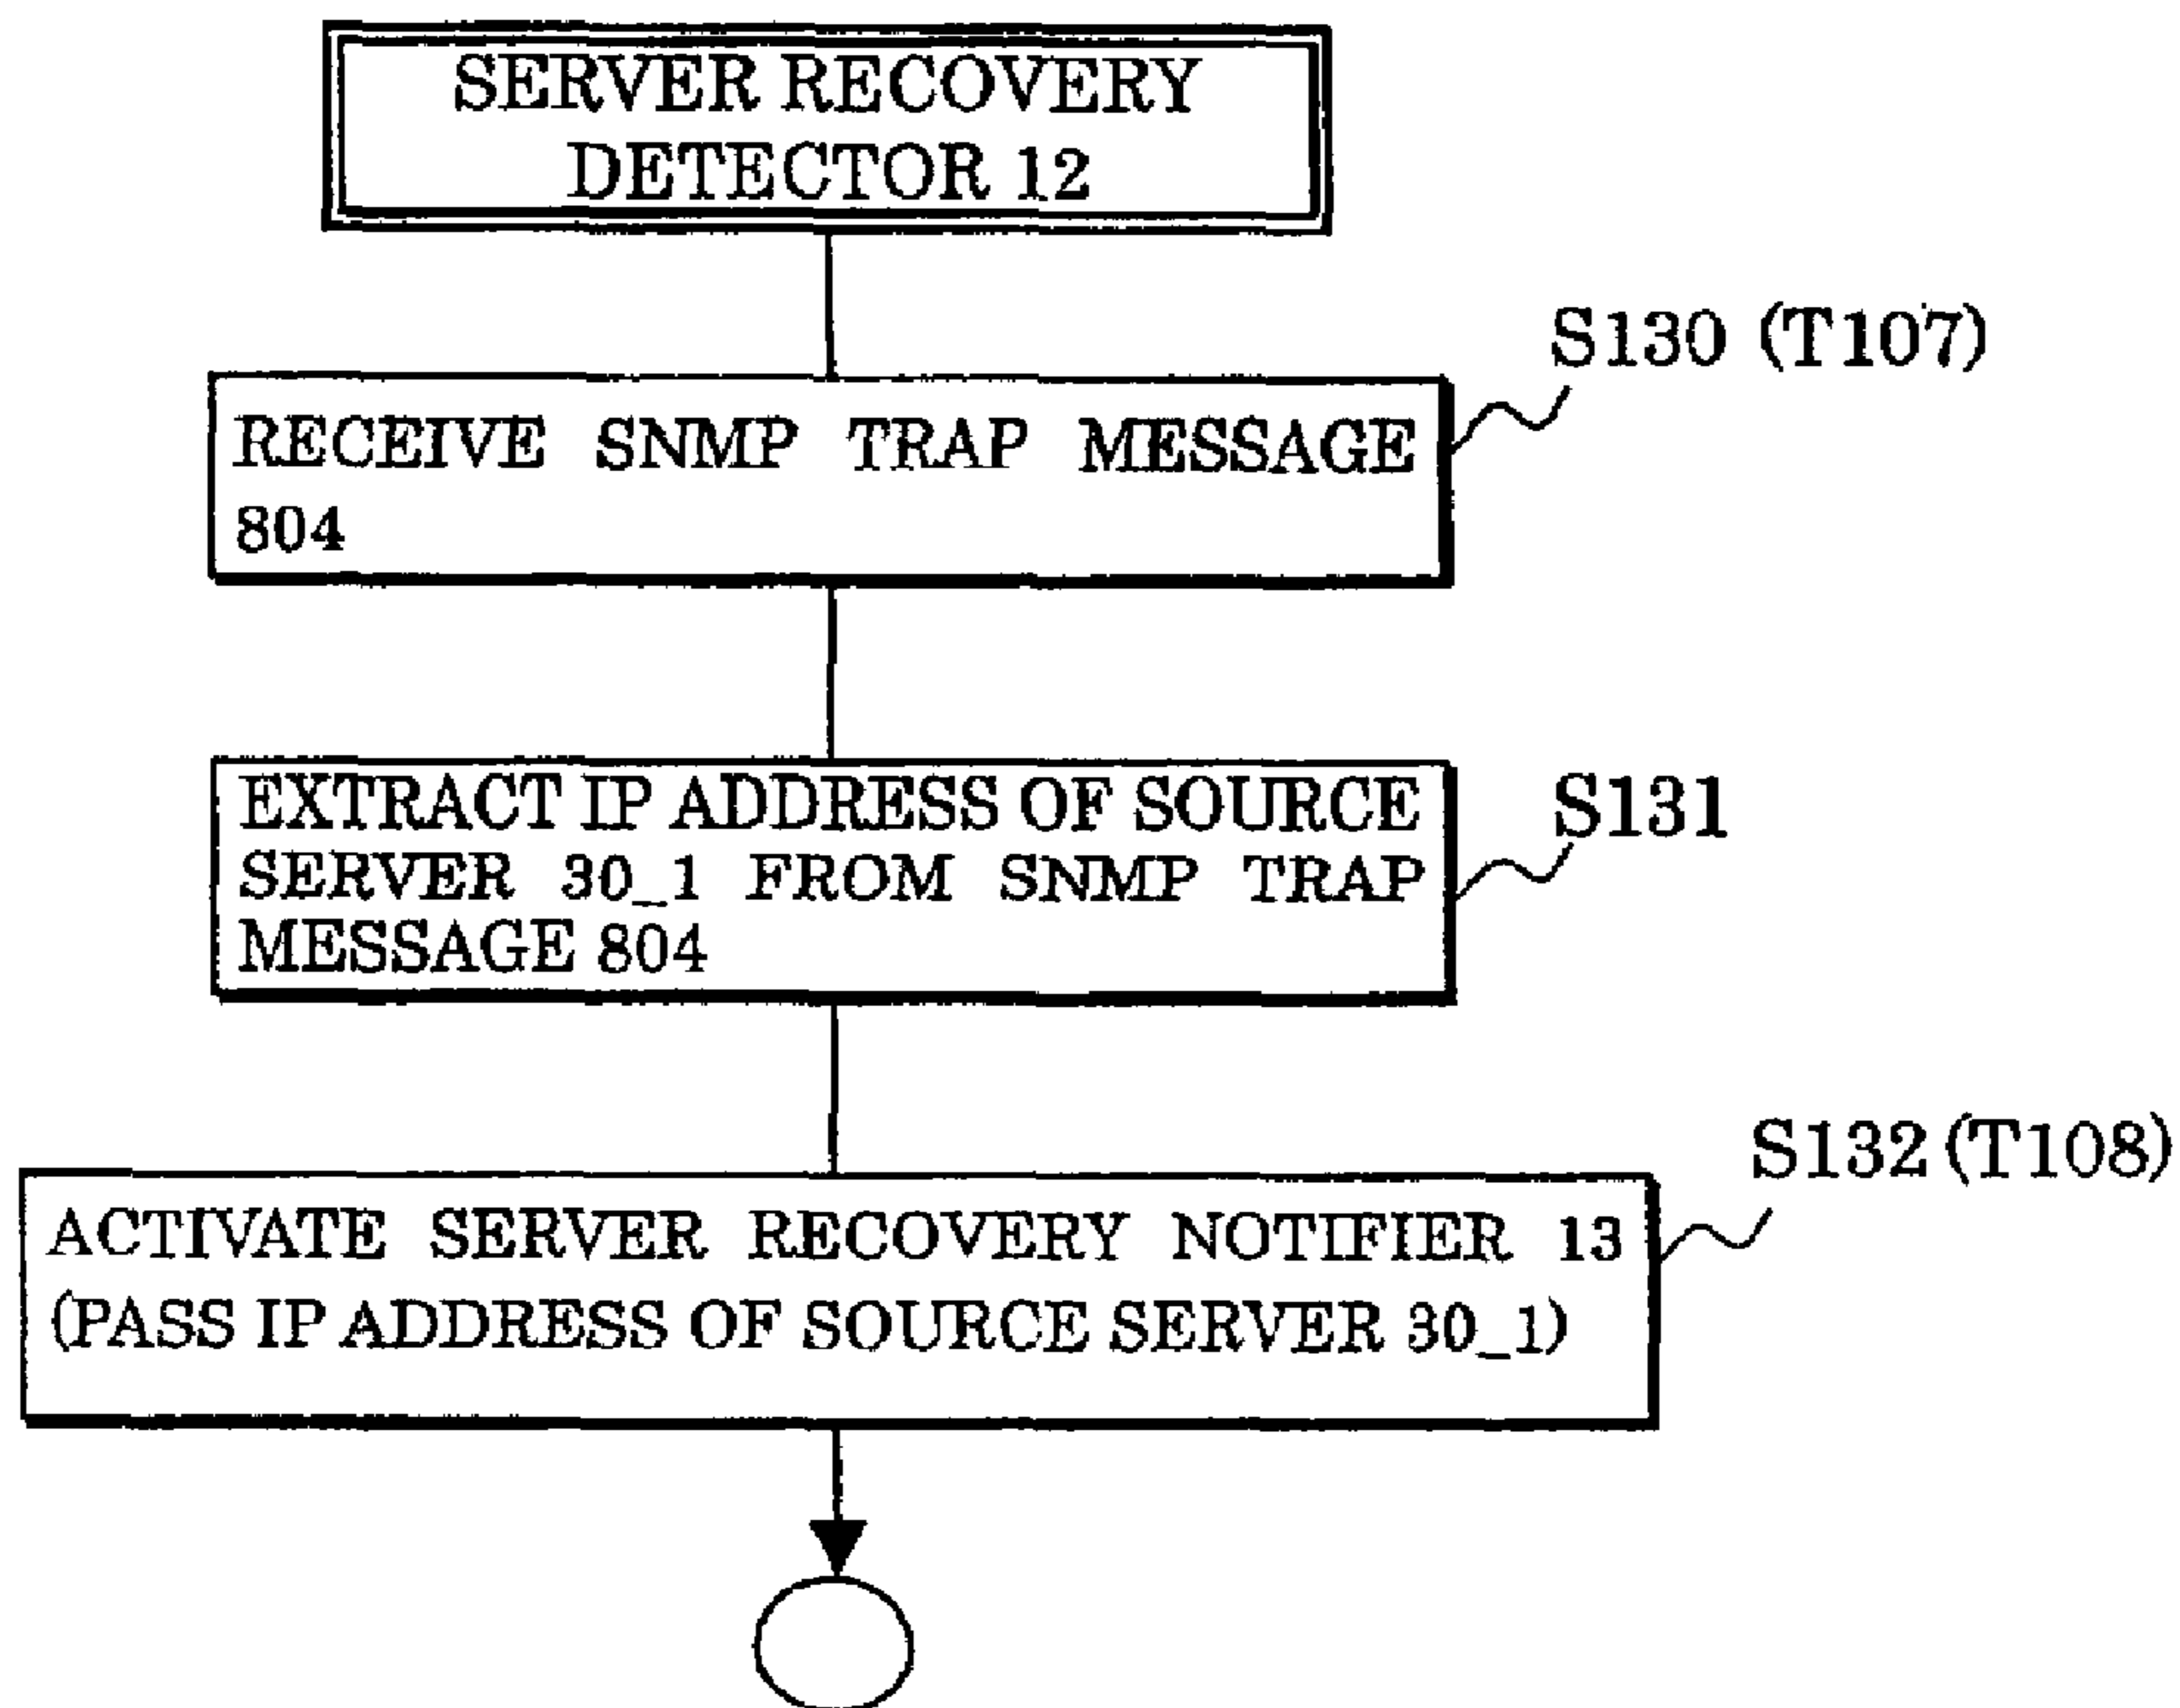 SERVER RECOVERY
DETECTOR 12
S130 (T107)
RECEIVE SNMP TRAP MESSAGE
804
S131
EXTRACT IP ADDRESS OF SOURCE
SERVER 30_1 FROM SNMP TRAP
MESSAGE 804
S132 (T108)
ACTIVATE SERVER RECOVERY NOTIFIER 13
(PASS IP ADDRESS OF SOURCE SERVER 30_1)